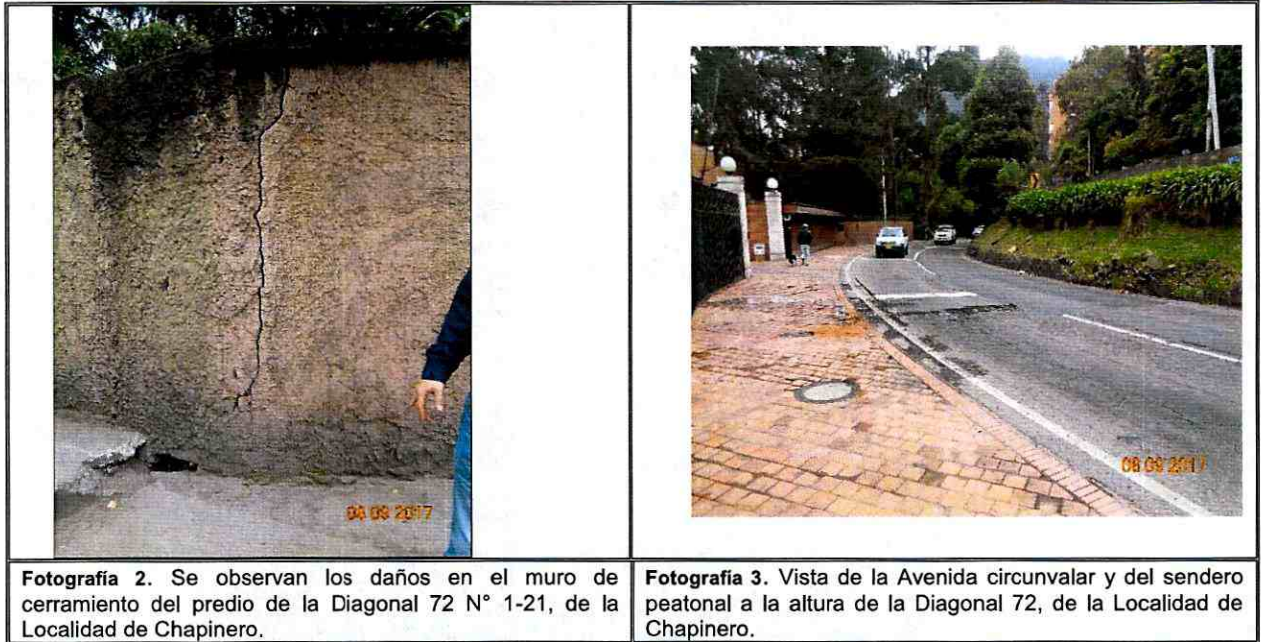 08 09 2017
08 09 2017
Fotografía 2. Se observan los daños en el muro de
cerramiento del predio de la Diagonal 72 N° 1-21, de la
Localidad de Chapinero.
Fotografía 3. Vista de la Avenida circunvalar y del sendero
peatonal a la altura de la Diagonal 72, de la Localidad de
Chapinero.